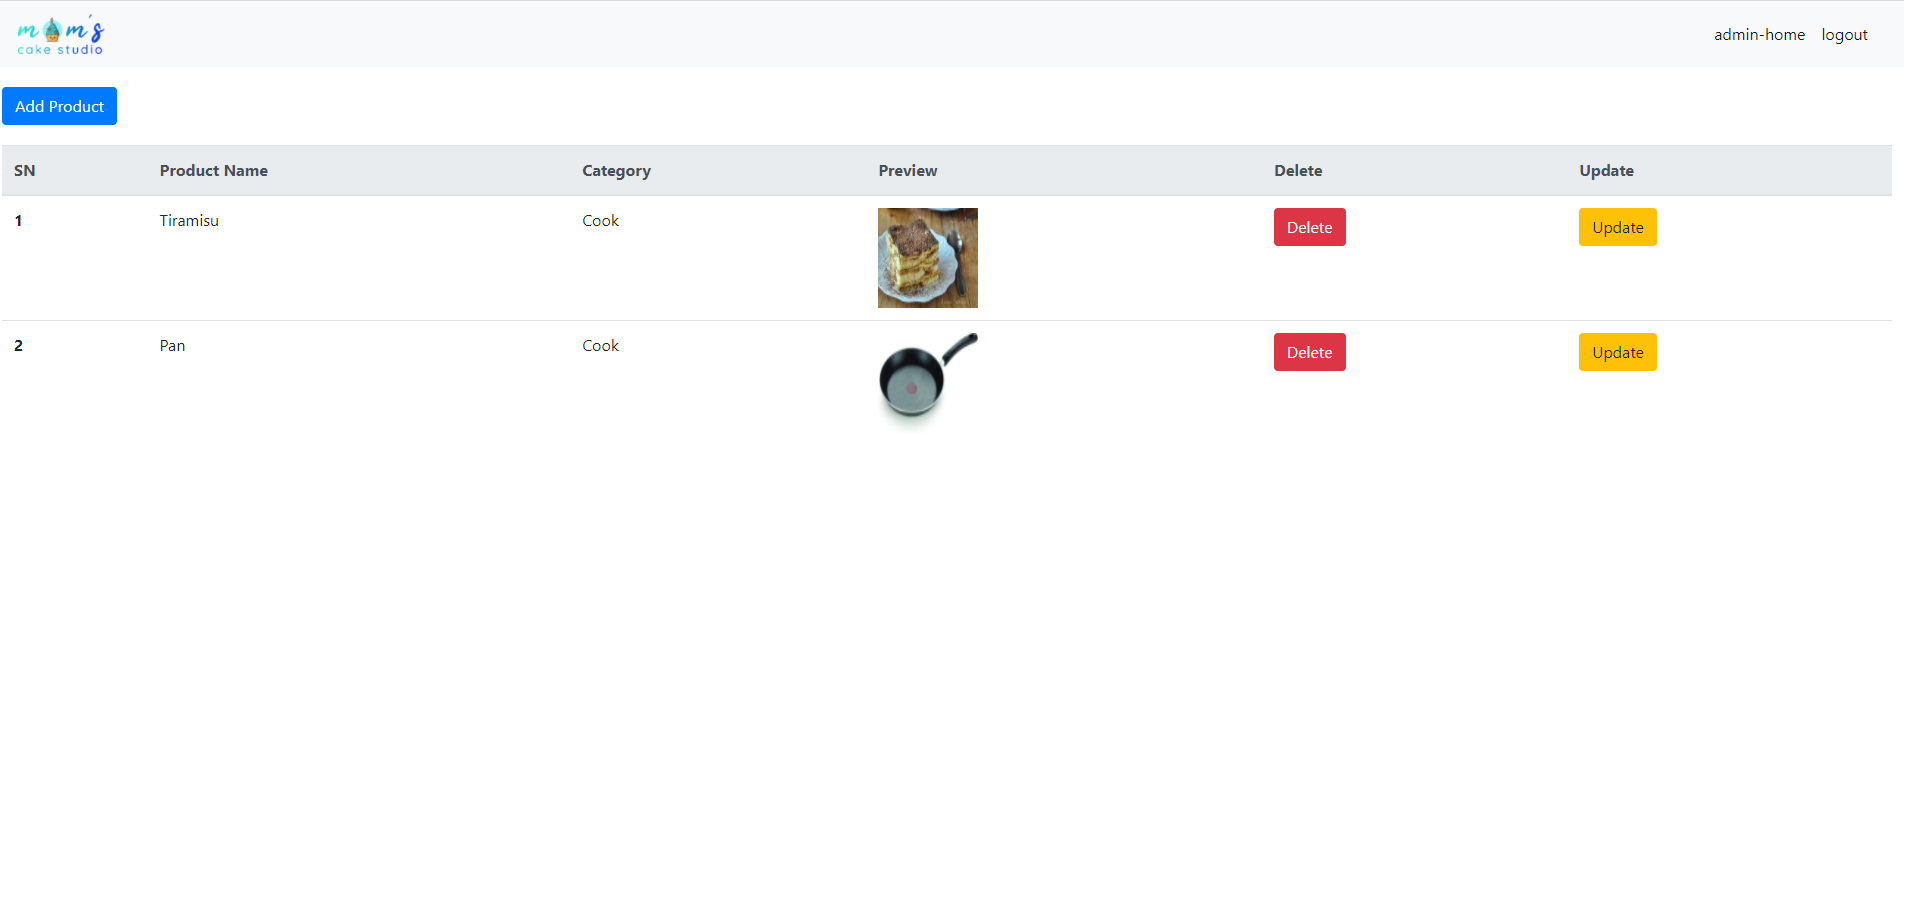 mom's
cake studio
admin-home logout
Add Product
SN Product Name Category Preview Delete Update
1 Tiramisu Cook Delete Update
2 Pan Cook Delete Update